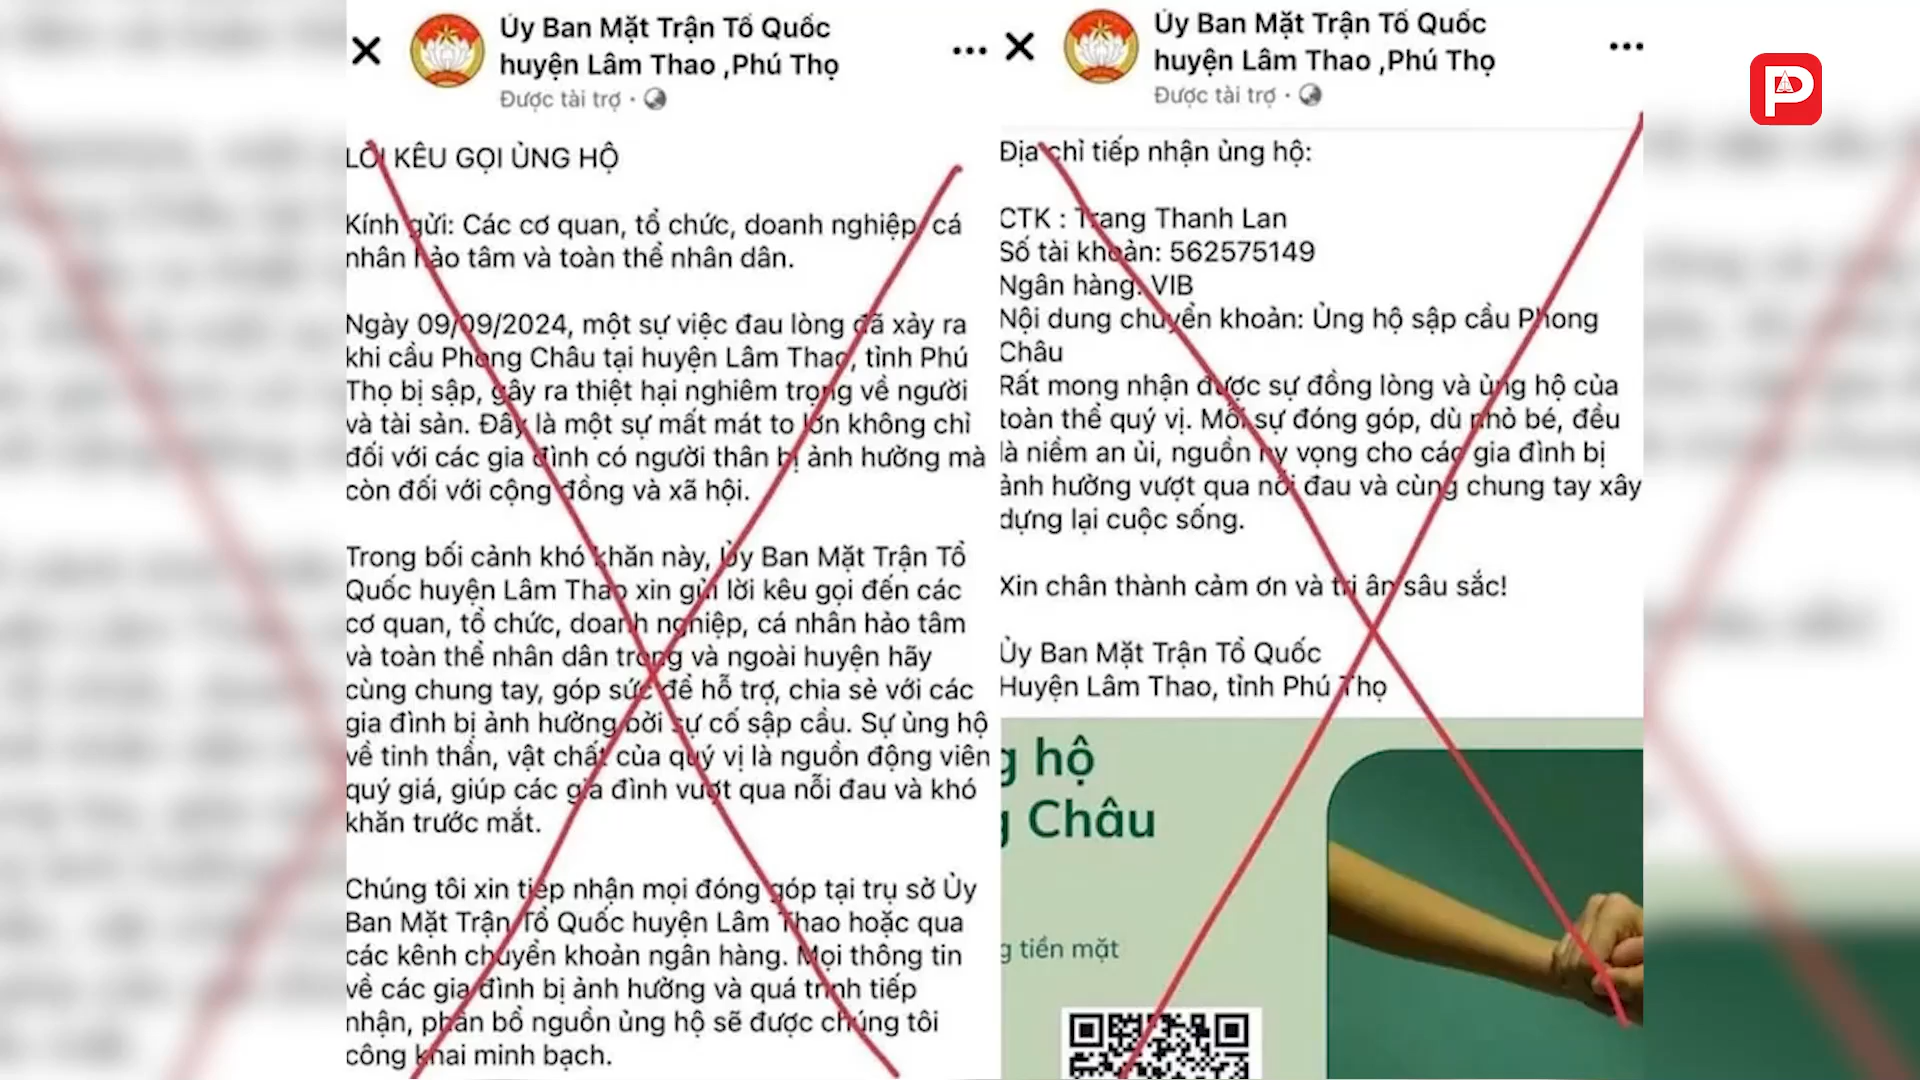 Ủy Ban Mặt Trận Tổ Quốc
huyện Lâm Thao ,Phú Thọ
Được tài trợ ·
LỜI KÊU GỌI ỦNG HỘ
Kính gửi: Các cơ quan, tổ chức, doanh nghiệp, cá
nhân hảo tâm và toàn thể nhân dân.
Ngày 09/09/2024, một sự việc đau lòng đã xảy ra
khi cầu Phong Châu tại huyện Lâm Thao, tỉnh Phú
Thọ bị sập, gây ra thiệt hại nghiêm trọng về người
và tài sản. Đây là một sự mất mát to lớn không chỉ
đối với các gia đình có người thân bị ảnh hưởng mà
còn đối với cộng đồng và xã hội.
Trong bối cảnh khó khăn này, Ủy Ban Mặt Trận Tổ
Quốc huyện Lâm Thao xin gửi lời kêu gọi đến các
cơ quan, tổ chức, doanh nghiệp, cá nhân hảo tâm
và toàn thể nhân dân trong và ngoài huyện hãy
cùng chung tay, góp sức để hỗ trợ, chia sẻ với các
gia đình bị ảnh hưởng bởi sự cố sập cầu. Sự ủng hộ
về tinh thần, vật chất của quý vị là nguồn động viên
quý giá, giúp các gia đình vượt qua nỗi đau và khó
khăn trước mắt.
Chúng tôi xin tiếp nhận mọi đóng góp tại trụ sở Ủy
Ban Mặt Trận Tổ Quốc huyện Lâm Thao hoặc qua
các kênh chuyển khoản ngân hàng. Mọi thông tin
về các gia đình bị ảnh hưởng và quá trình tiếp
nhận, phân bổ nguồn ủng hộ sẽ được chúng tôi
công khai minh bạch.
Ủy Ban Mặt Trận Tổ Quốc
huyện Lâm Thao ,Phú Thọ
Được tài trợ ·
Địa chỉ tiếp nhận ủng hộ:
CTK : Trang Thanh Lan
Số tài khoản: 562575149
Ngân hàng: VIB
Nội dung chuyển khoản: Ủng hộ sập cầu Phong
Châu
Rất mong nhận được sự đồng lòng và ủng hộ của
toàn thể quý vị. Mỗi sự đóng góp, dù nhỏ bé, đều
là niềm an ủi, nguồn hy vọng cho các gia đình bị
ảnh hưởng vượt qua nỗi đau và cùng chung tay xây
dựng lại cuộc sống.
Xin chân thành cảm ơn và tri ân sâu sắc!
Ủy Ban Mặt Trận Tổ Quốc
Huyện Lâm Thao, tỉnh Phú Thọ
g hộ
g Châu
g tiền mặt
P